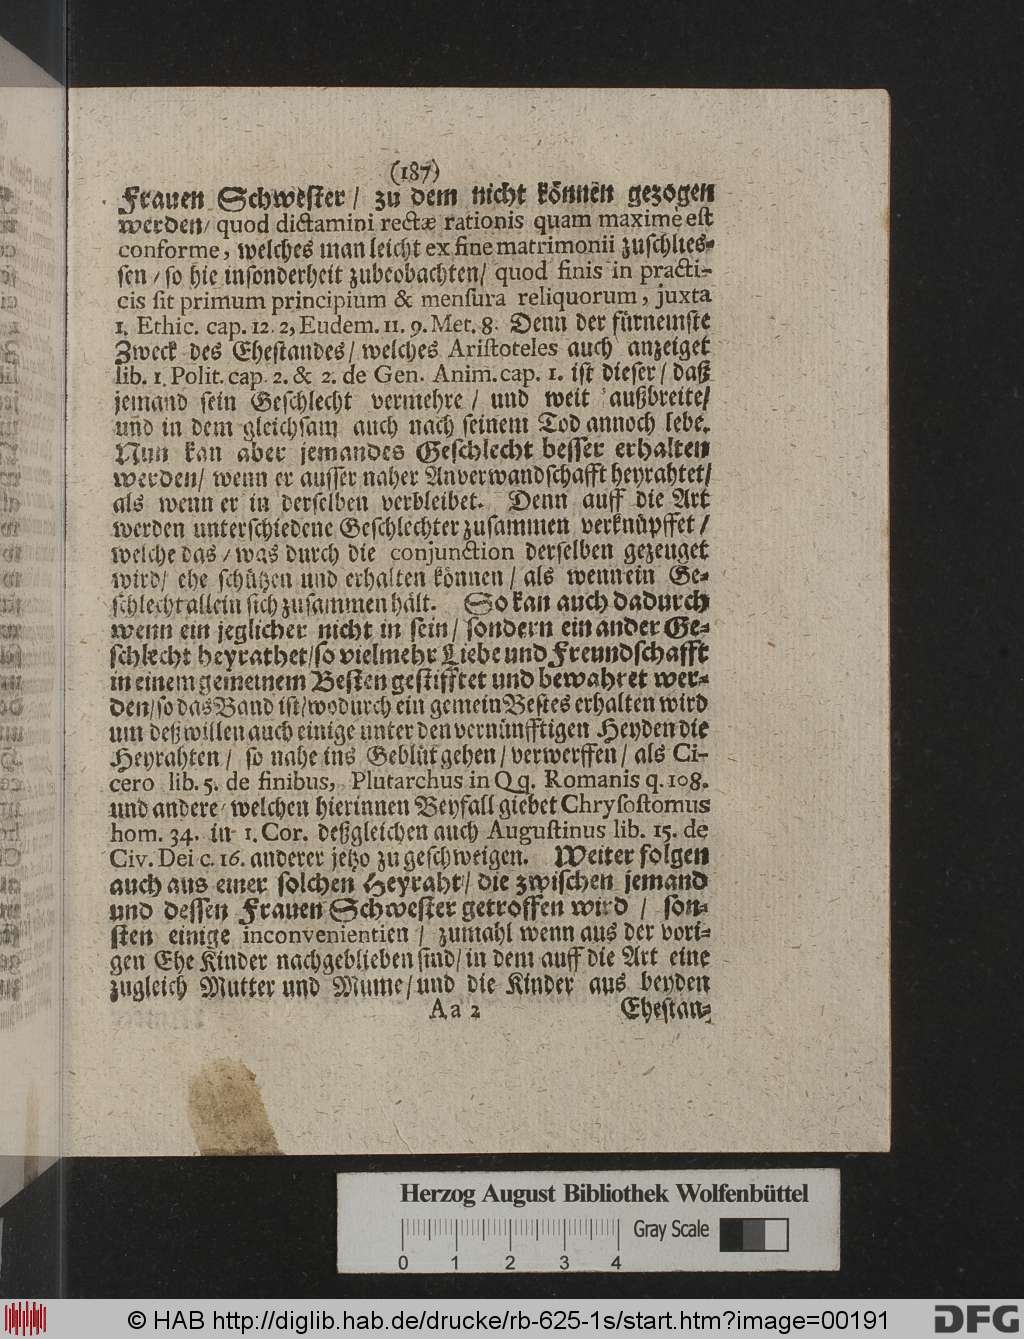 (187)
Frauen Schwester/ zu dem nicht können gezogen
werden/ quod dictamini rectæ rationis quam maxime est
conforme, welches man leicht ex fine matrimonii zuschlies-
sen/ so hie insonderheit zubeobachten/ quod finis in practi-
cis sit primum principium & mensura reliquorum, juxta
1. Ethic. cap. 12. 2, Eudem. 11. 9. Met. 8. Denn der fürnemste
Zweck des Ehestandes/ welches Aristoteles auch anzeiget
lib. 1. Polit. cap. 2. & 2. de Gen. Anim. cap. 1. ist dieser/ daß
jemand sein Geschlecht vermehre/ und weit außbreite/
und in dem gleichsam auch nach seinem Tod annoch lebe.
Nun kan aber jemandes Geschlecht besser erhalten
werden/ wenn er ausser naher Anverwandschafft heyrahtet/
als wenn er in derselben verbleibet. Denn auff die Art
werden unterschiedene Geschlechter zusammen verknüpffet/
welche das/ was durch die conjunction derselben gezeuget
wird/ ehe schützen und erhalten können/ als wenn ein Ge-
schlecht allein sich zusammen hält. So kan auch dadurch
wenn ein jeglicher nicht in sein/ sondern ein ander Ge-
schlecht heyrathet/ so vielmehr Liebe und Freundschafft
in einem gemeinem Besten gestifftet und bewahret wer-
den/ so das Band ist/ wodurch ein gemein Bestes erhalten wird
um deß willen auch einige unter den vernünfftigen Heyden die
Heyrahten/ so nahe ins Geblüt gehen/ verwerffen/ als Ci-
cero lib. 5. de finibus, Plutarchus in Qq. Romanis q. 108.
und andere/ welchen hierinnen Beyfall giebet Chrysostomus
hom. 34. in 1. Cor. deßgleichen auch Augustinus lib. 15. de
Civ. Dei c. 16. anderer jetzo zu geschweigen. Weiter folgen
auch aus einer solchen Heyraht/ die zwischen jemand
und dessen Frauen Schwester getroffen wird/ son-
sten einige inconvenientien/ zumahl wenn aus der vori-
gen Ehe Kinder nachgeblieben sind/ in dem auff die Art eine
zugleich Mutter und Mume/ und die Kinder aus beyden
Aa 2 Ehestan-
Herzog August Bibliothek Wolfenbüttel
Gray Scale
0 1 2 3 4
© HAB http://diglib.hab.de/drucke/rb-625-1s/start.htm?image=00191
DFG